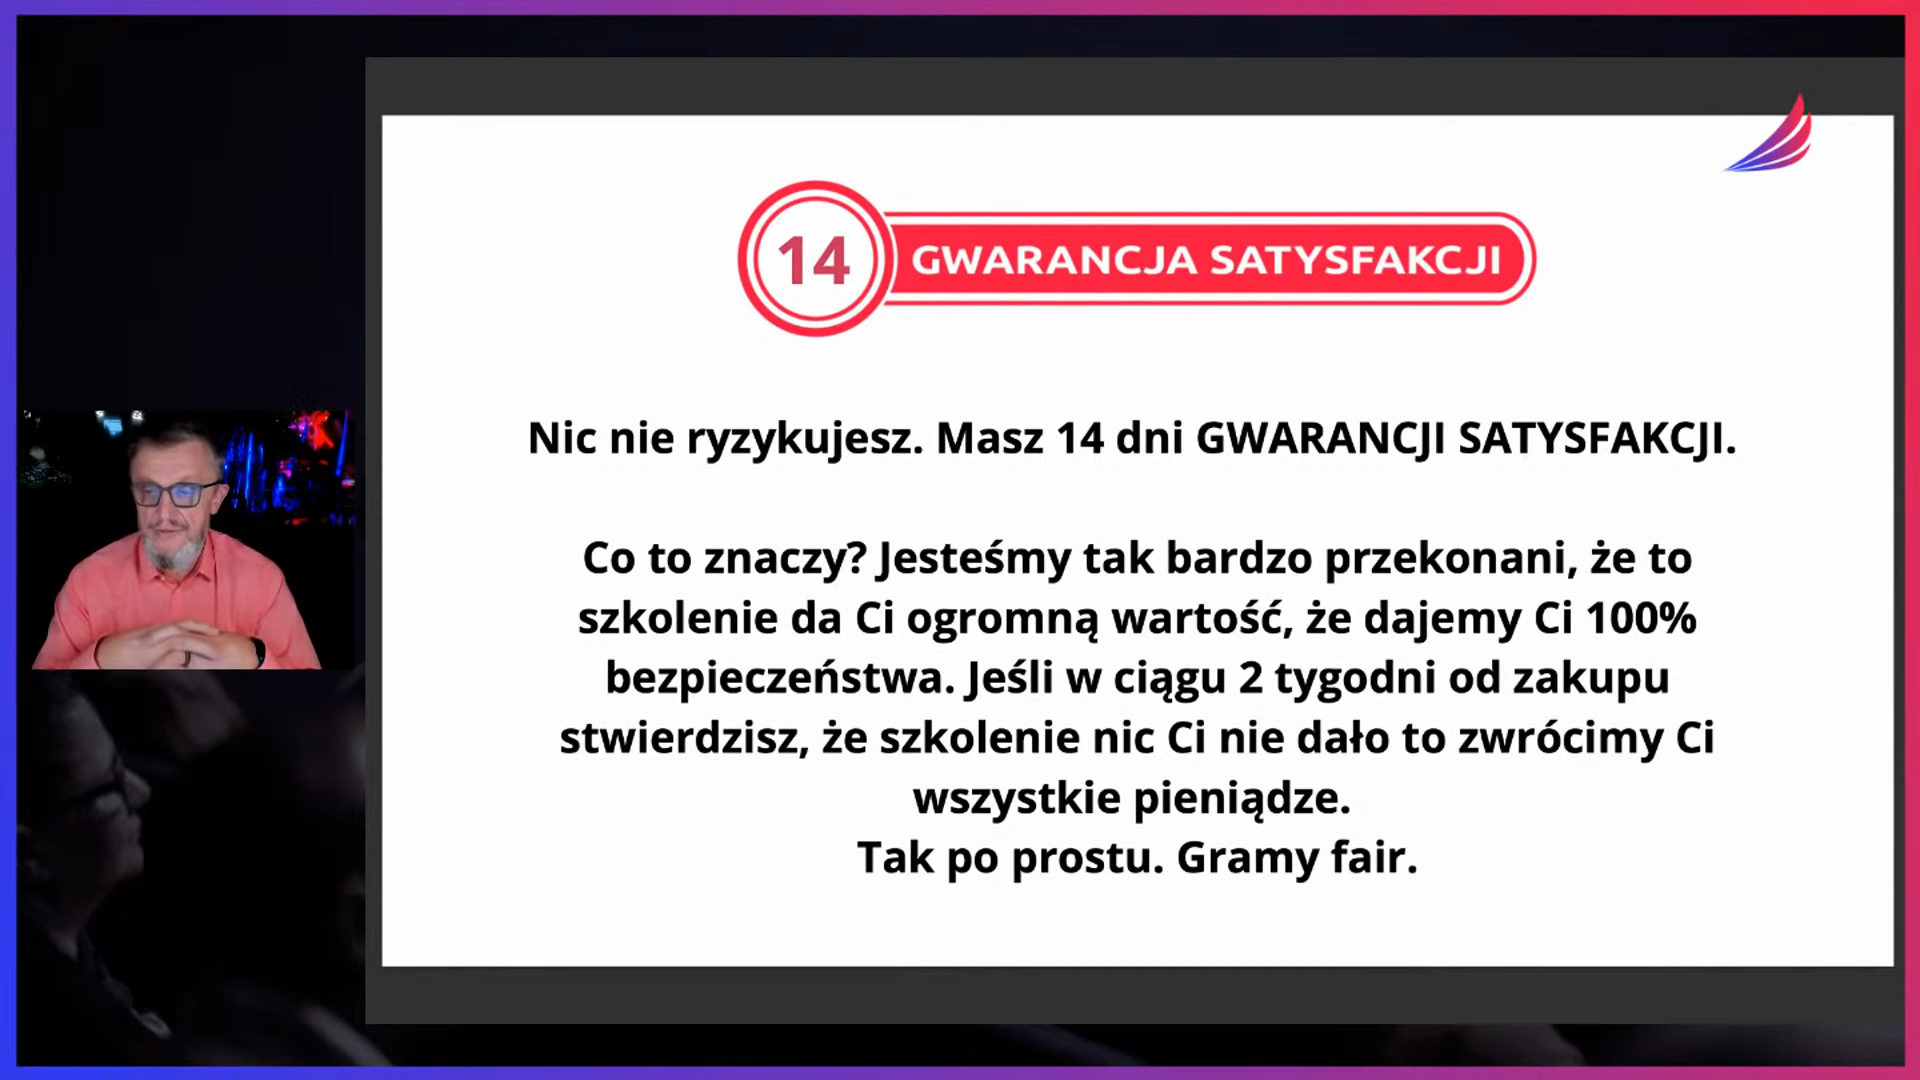 14
GWARANCJA SATYSFAKCJI
Nic nie ryzykujesz. Masz 14 dni GWARANCJI SATYSFAKCJI.
Co to znaczy? Jesteśmy tak bardzo przekonani, że to
szkolenie da Ci ogromną wartość, że dajemy Ci 100%
bezpieczeństwa. Jeśli w ciągu 2 tygodni od zakupu
stwierdzisz, że szkolenie nic Ci nie dało to zwrócimy Ci
wszystkie pieniądze.
Tak po prostu. Gramy fair.